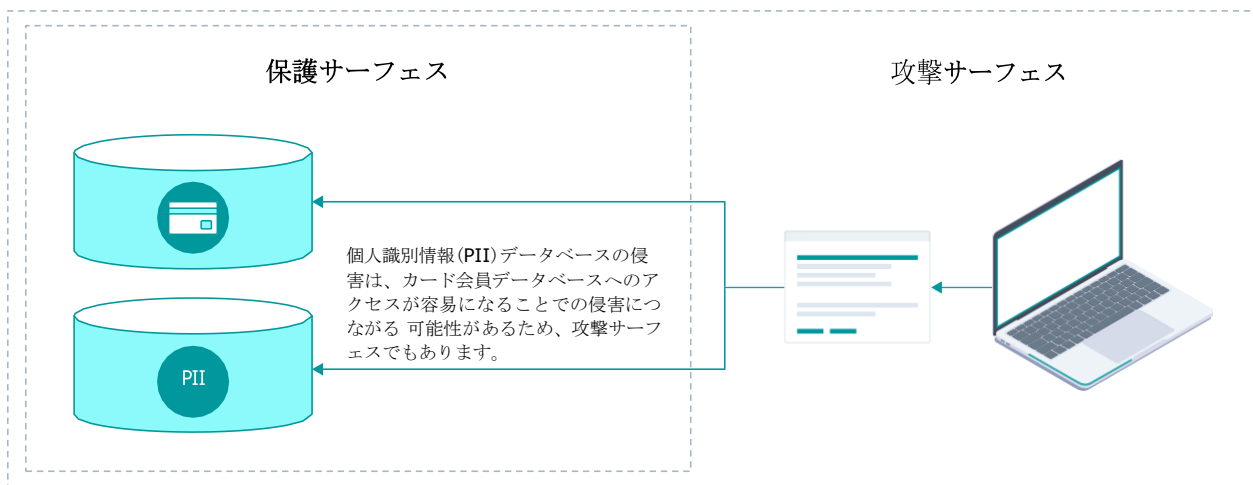 保護サーフェス
攻撃サーフェス
個人識別情報(PII)データベースの侵
害は、カード会員データベースへのア
クセスが容易になることでの侵害につ
ながる 可能性があるため、攻撃サーフ
ェスでもあります。
PII